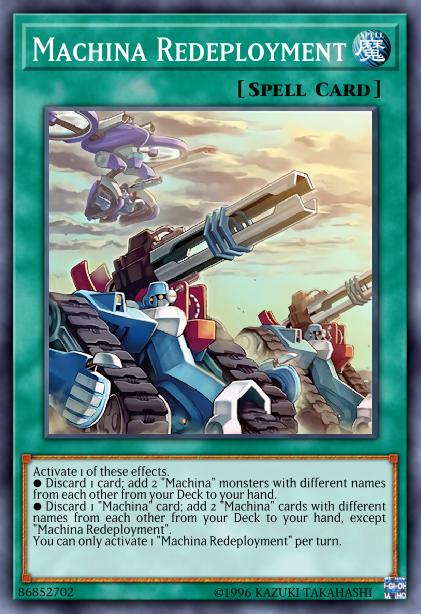 MACHINA REDEPLOYMENT
SPELL
魔
[SPELL CARD]
Activate 1 of these effects.
● Discard 1 card; add 2 "Machina" monsters with different names
from each other from your Deck to your hand.
● Discard 1 "Machina" card; add 2 "Machina" cards with different
names from each other from your Deck to your hand, except
"Machina Redeployment".
You can only activate 1 "Machina Redeployment" per turn.
86852702
©1996 KAZUKI TAKAHASHI